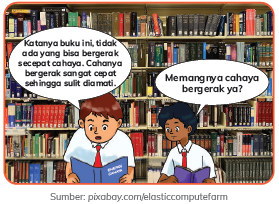 Katanya buku ini, tidak
ada yang bisa bergerak
secepat cahaya. Cahanya
bergerak sangat cepat
sehingga sulit diamati.
Memangnya cahaya
bergerak ya?
Sumber: pixabay.com/elasticcomputefarm